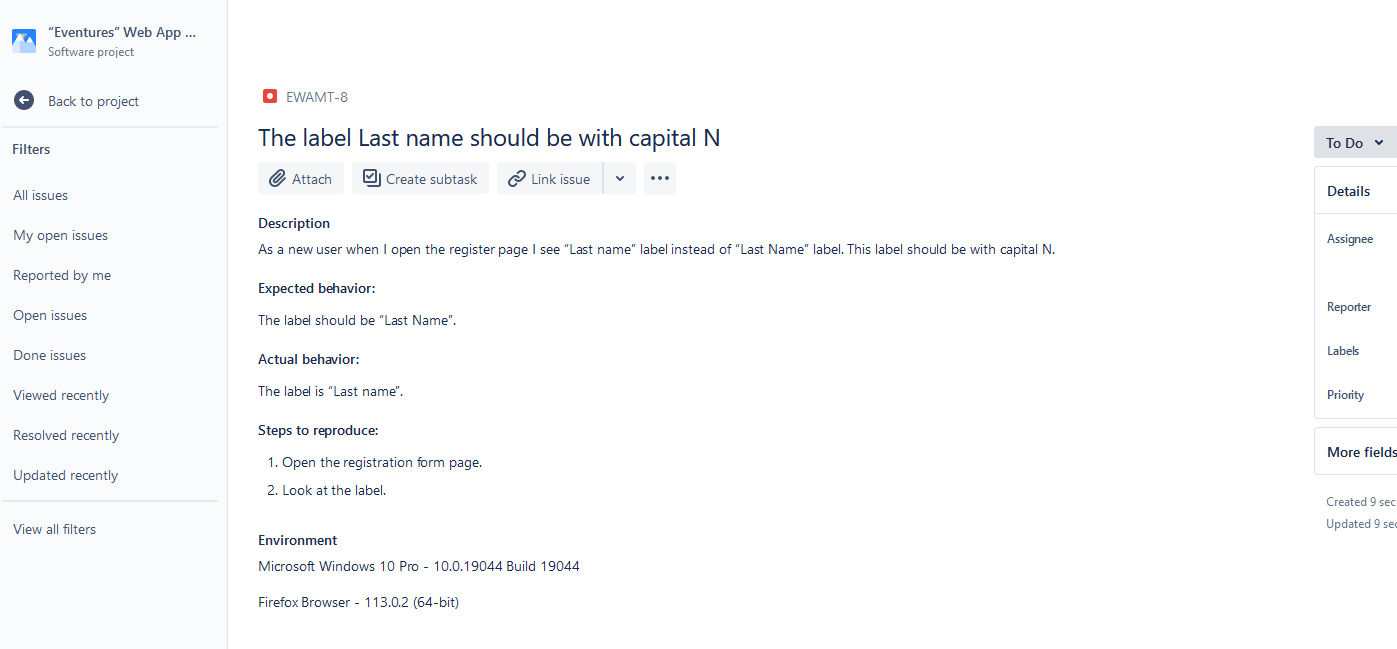 “Eventures” Web App ...
Software project
Back to project
Filters
All issues
My open issues
Reported by me
Open issues
Done issues
Viewed recently
Resolved recently
Updated recently
View all filters
EWAMT-8
The label Last name should be with capital N
Attach
Create subtask
Link issue
Description
As a new user when I open the register page I see “Last name” label instead of “Last Name” label. This label should be with capital N.
Expected behavior:
The label should be “Last Name”.
Actual behavior:
The label is “Last name”.
Steps to reproduce:
1. Open the registration form page.
2. Look at the label.
Environment
Microsoft Windows 10 Pro - 10.0.19044 Build 19044
Firefox Browser - 113.0.2 (64-bit)
To Do
Details
Assignee
Reporter
Labels
Priority
More fields
Created 9 sec
Updated 9 sec